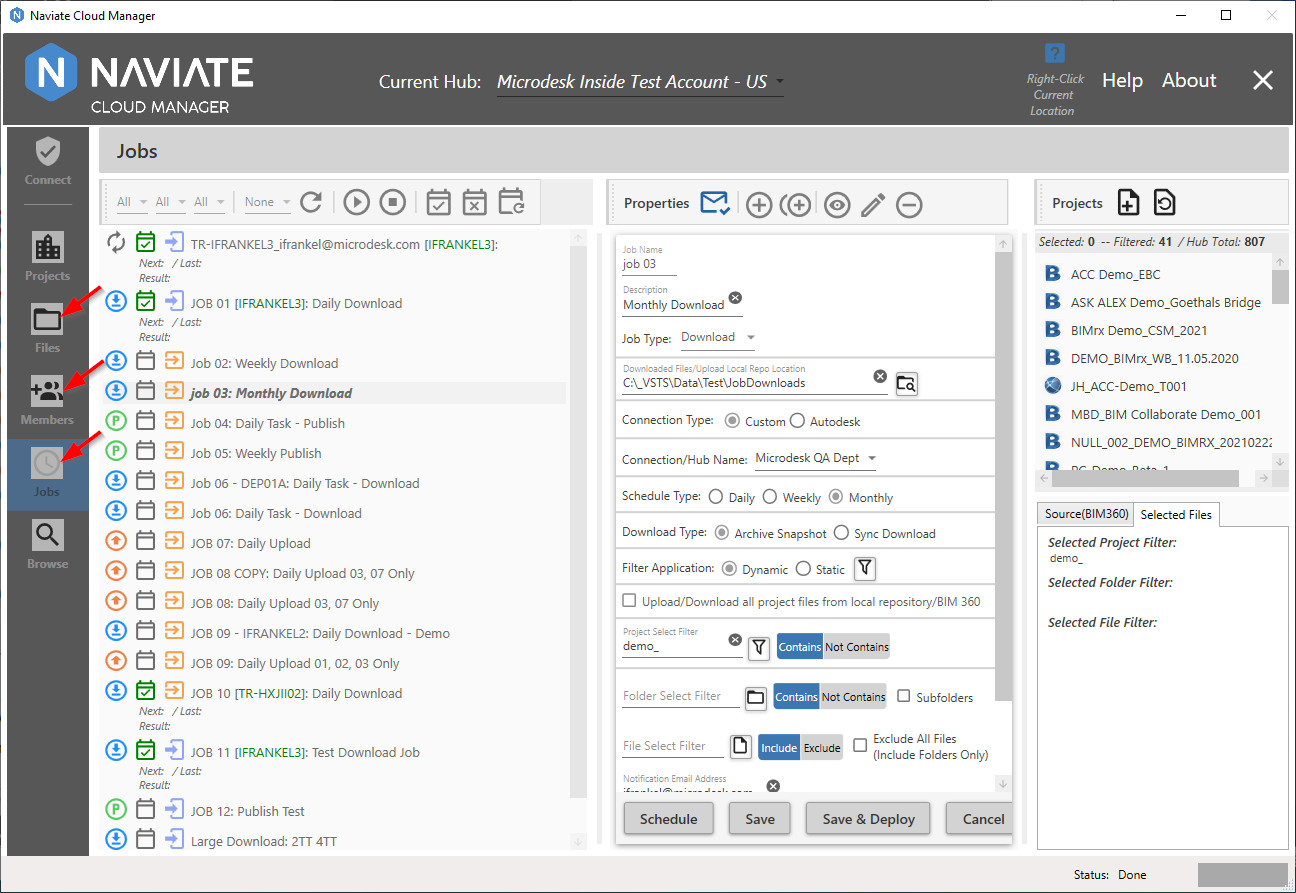 Naviate Cloud Manager
N NAVIATE
CLOUD MANAGER
Current Hub: Microdesk Inside Test Account - US
?
Right-Click
Current
Location
Help About
Connect
Projects
Files
Members
Jobs
Browse
Jobs
All All All None
TR-IFRANKEL3_ifrankel@microdesk.com [IFRANKEL3]:
Next: / Last:
Result:
JOB 01 [IFRANKEL3]: Daily Download
Next: / Last:
Result:
Job 02: Weekly Download
job 03: Monthly Download
P Job 04: Daily Task - Publish
P Job 05: Weekly Publish
Job 06 - DEP01A: Daily Task - Download
Job 06: Daily Task - Download
JOB 07: Daily Upload
JOB 08 COPY: Daily Upload 03, 07 Only
JOB 08: Daily Upload 03, 07 Only
JOB 09 - IFRANKEL2: Daily Download - Demo
JOB 09: Daily Upload 01, 02, 03 Only
JOB 10 [TR-HXJII02]: Daily Download
Next: / Last:
Result:
JOB 11 [IFRANKEL3]: Test Download Job
Next: / Last:
Result:
P JOB 12: Publish Test
Large Download: 2TT 4TT
Properties
Job Name
job 03
Description
Monthly Download
Job Type: Download
Downloaded Files/Upload Local Repo Location
C:\_VSTS\Data\Test\JobDownloads
Connection Type: Custom Autodesk
Connection/Hub Name: Microdesk QA Dept
Schedule Type: Daily Weekly Monthly
Download Type: Archive Snapshot Sync Download
Filter Application: Dynamic Static
Upload/Download all project files from local repository/BIM 360
Project Select Filter
demo_
Contains Not Contains
Folder Select Filter Contains Not Contains Subfolders
File Select Filter Include Exclude Exclude All Files
(Include Folders Only)
Notification Email Address
ifrankel@microdesk.com
Schedule Save Save & Deploy Cancel
Projects
Selected: 0 -- Filtered: 41 / Hub Total: 807
B ACC Demo_EBC
B ASK ALEX Demo_Goethals Bridge
B BIMrx Demo_CSM_2021
B DEMO_BIMrx_WB_11.05.2020
JH_ACC-Demo_T001
B MBD_BIM Collaborate Demo_001
B NULL_002_DEMO_BIMRX_20210222
B PG_Demo_Beta_1
Source(BIM360) Selected Files
Selected Project Filter:
demo_
Selected Folder Filter:
Selected File Filter:
Status: Done